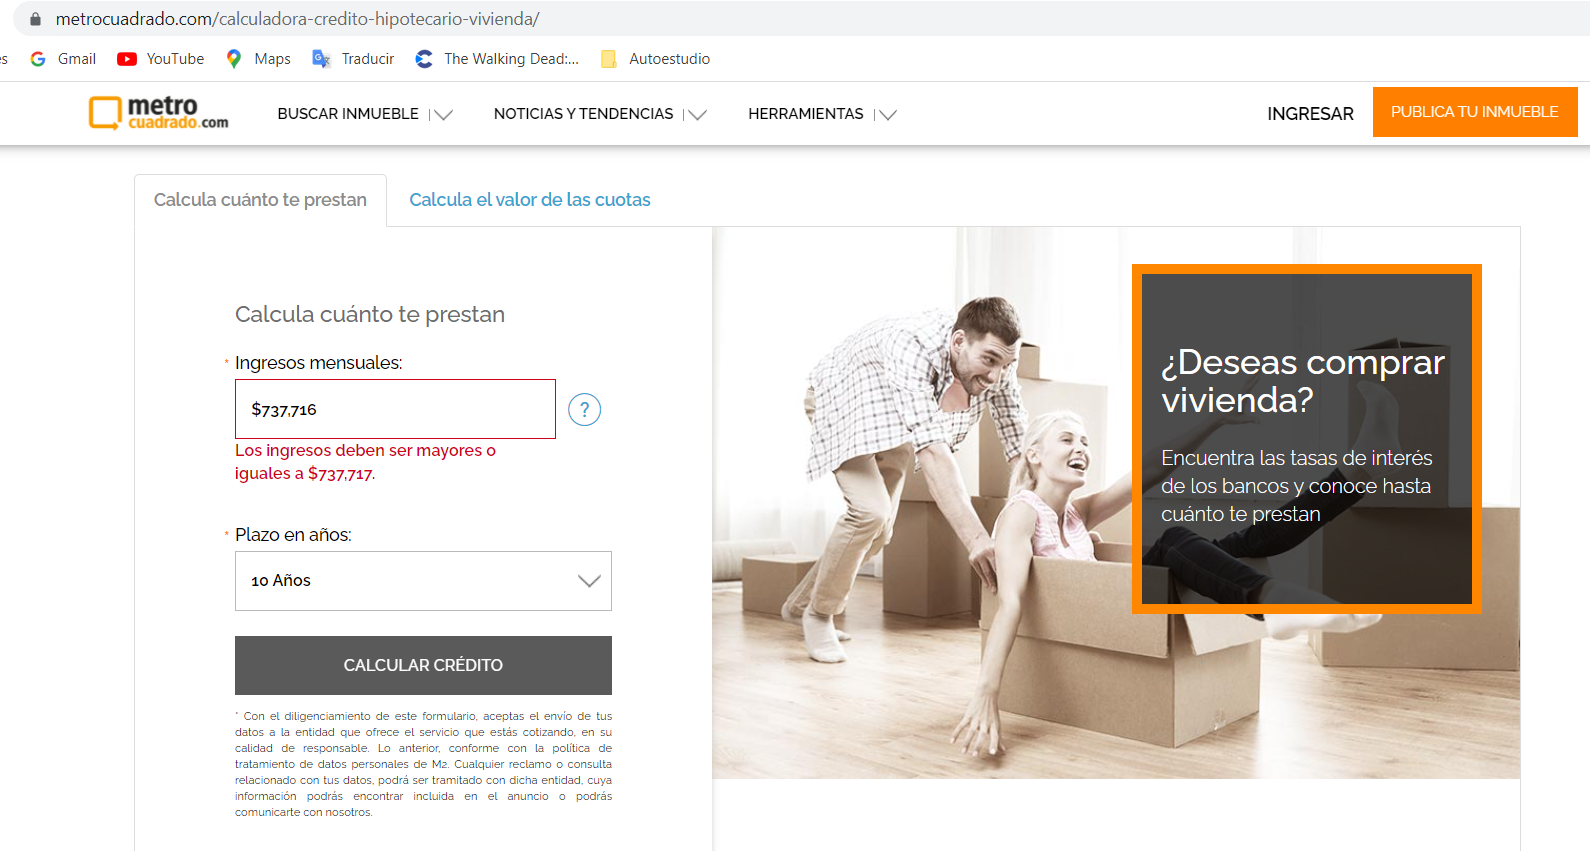 metrocuadrado.com/calculadora-credito-hipotecario-vivienda/
Gmail YouTube Maps Traducir The Walking Dead:... Autoestudio
metro
cuadrado.com
BUSCAR INMUEBLE NOTICIAS Y TENDENCIAS HERRAMIENTAS INGRESAR PUBLICA TU INMUEBLE
Calcula cuánto te prestan Calcula el valor de las cuotas
Calcula cuánto te prestan
* Ingresos mensuales:
$737,716 ?
Los ingresos deben ser mayores o
iguales a $737,717.
* Plazo en años:
10 Años
CALCULAR CRÉDITO
* Con el diligenciamiento de este formulario, aceptas el envío de tus
datos a la entidad que ofrece el servicio que estás cotizando, en su
calidad de responsable. Lo anterior, conforme con la política de
tratamiento de datos personales de M2. Cualquier reclamo o consulta
relacionado con tus datos, podrá ser tramitado con dicha entidad, cuya
información podrás encontrar incluida en el anuncio o podrás
comunicarte con nosotros.
¿Deseas comprar
vivienda?
Encuentra las tasas de interés
de los bancos y conoce hasta
cuánto te prestan